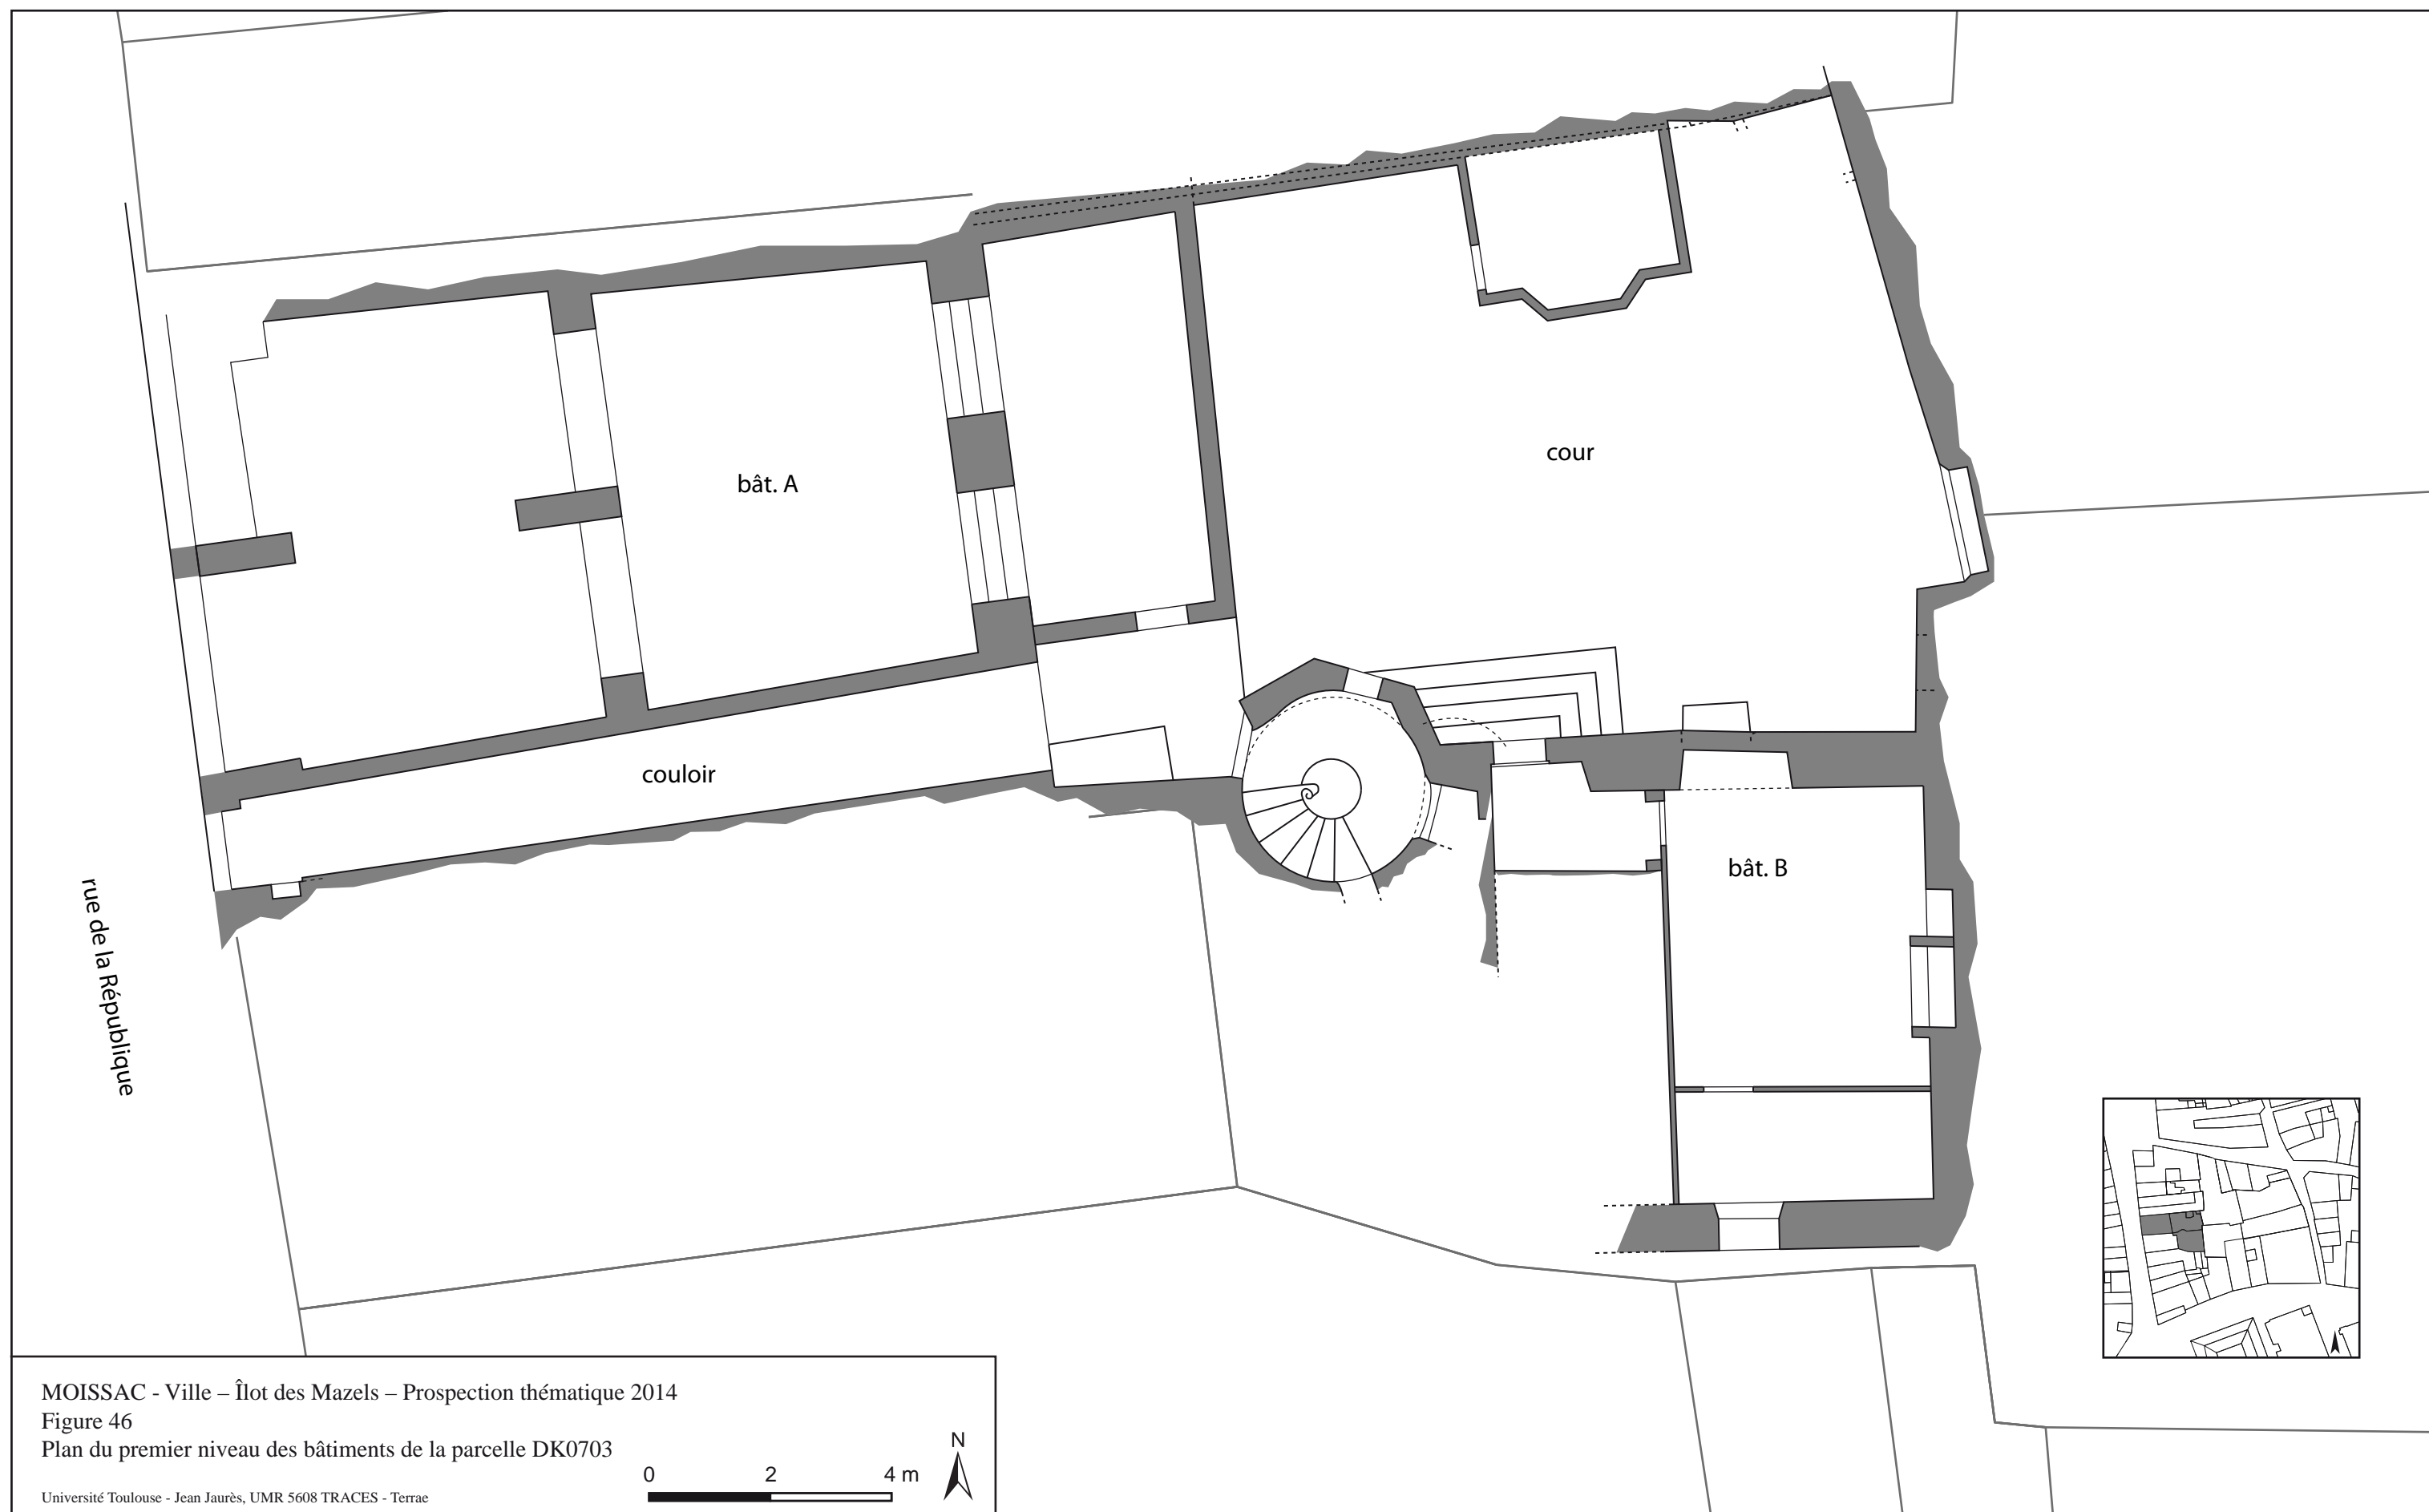 cour
bât. A
couloir
bât. B
rue de la République
MOISSAC - Ville – Îlot des Mazels – Prospection thématique 2014
Figure 46
Plan du premier niveau des bâtiments de la parcelle DK0703
Université Toulouse - Jean Jaurès, UMR 5608 TRACES - Terrae
0 2 4 m
N